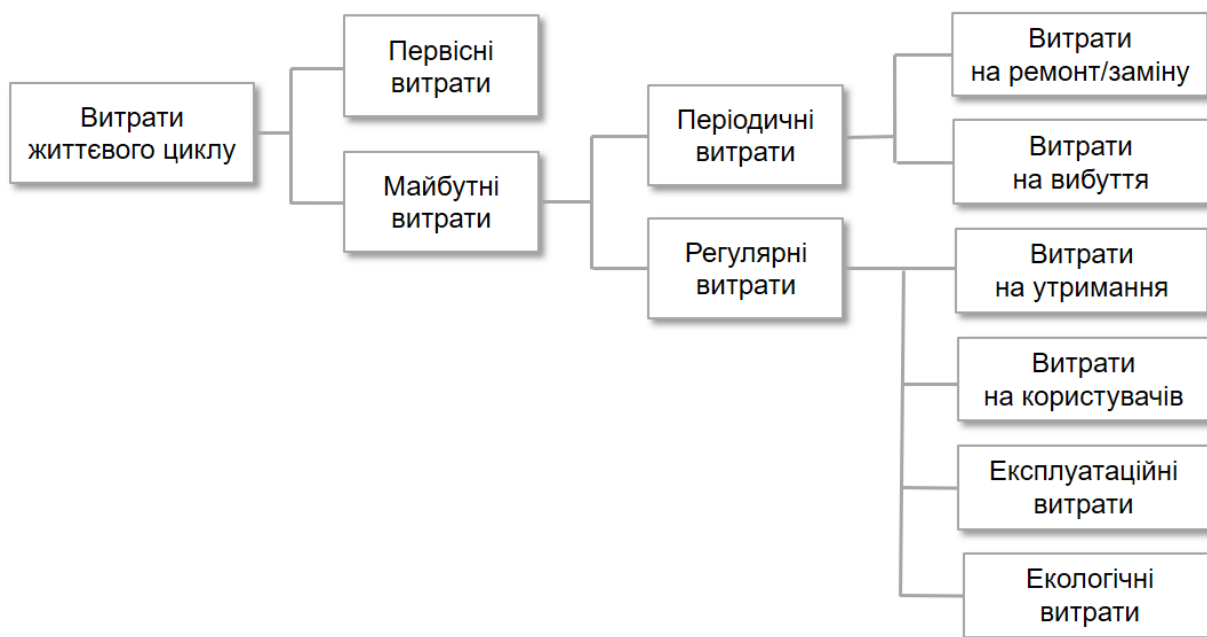 Витрати
життєвого циклу
Первісні
витрати
Майбутні
витрати
Періодичні
витрати
Регулярні
витрати
Витрати
на ремонт/заміну
Витрати
на вибуття
Витрати
на утримання
Витрати
на користувачів
Експлуатаційні
витрати
Екологічні
витрати